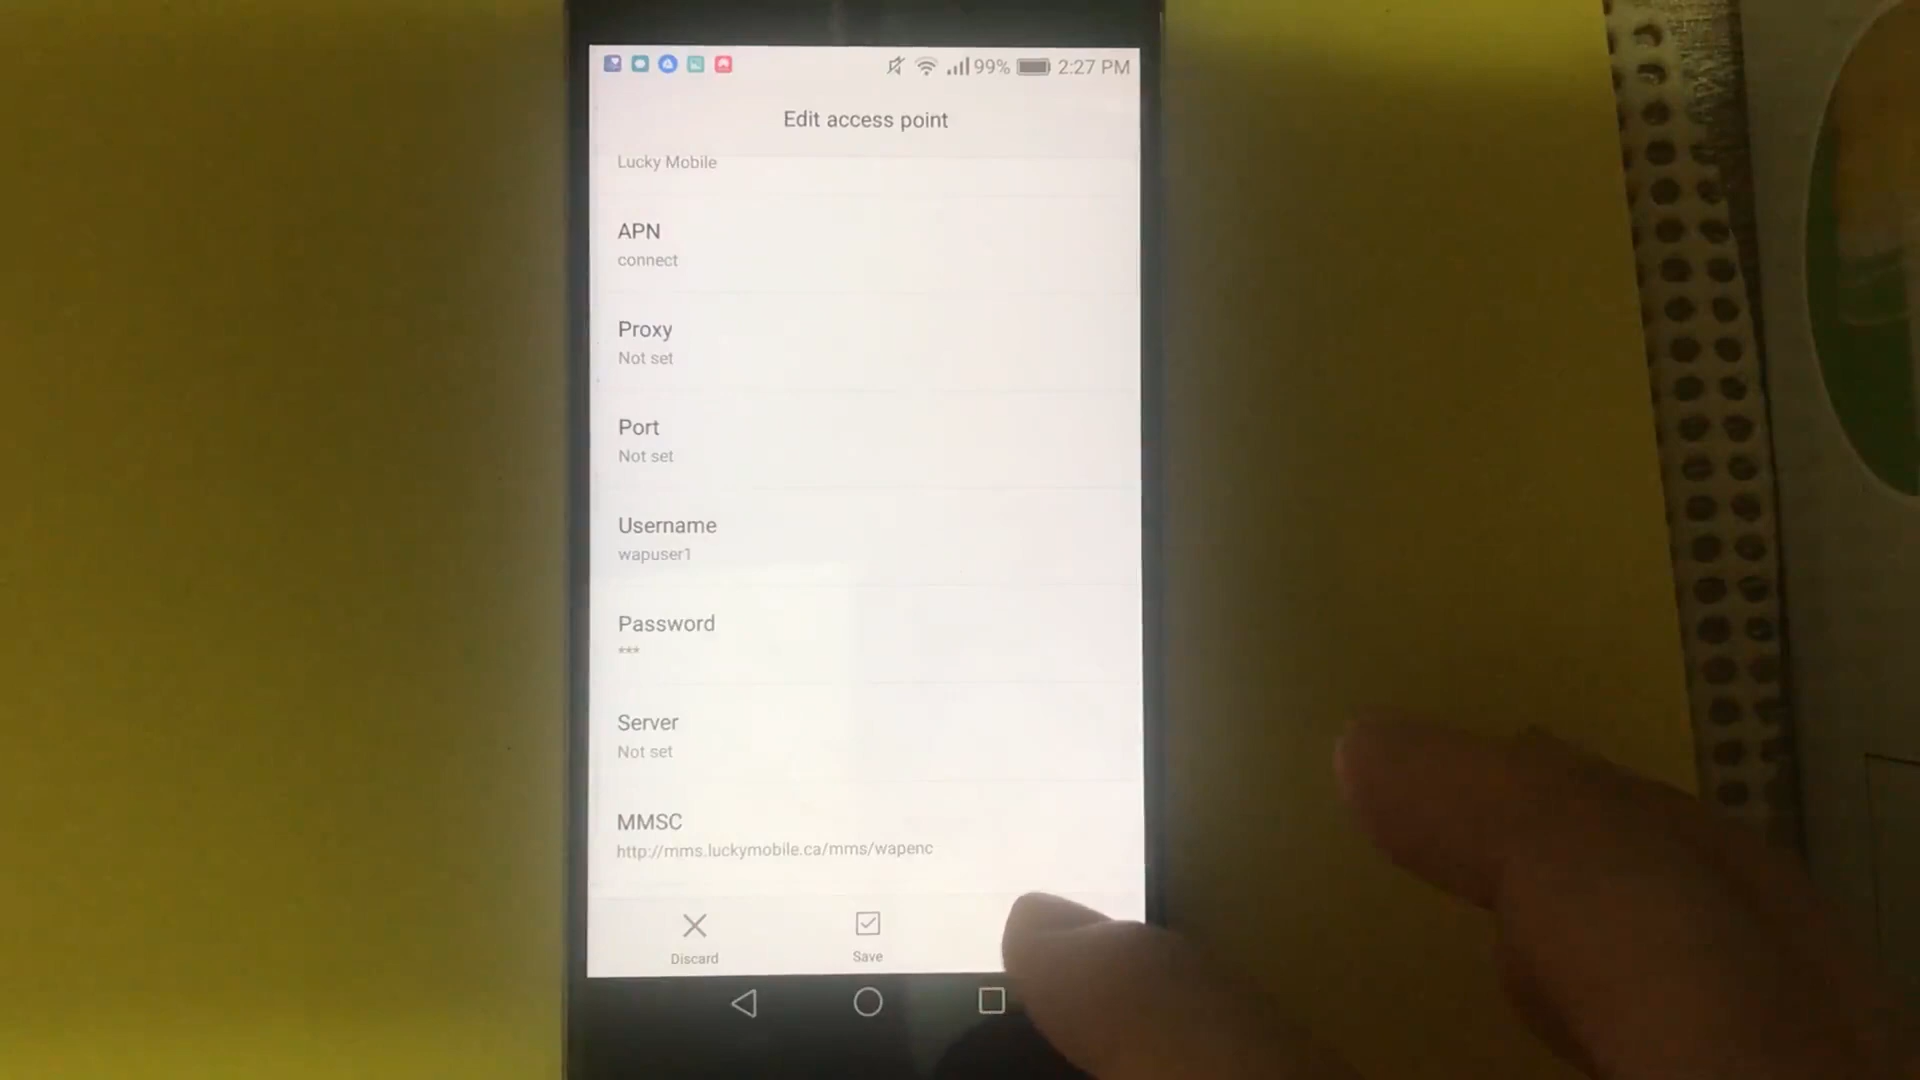 99% 2:27 PM
Edit access point
Lucky Mobile
APN
connect
Proxy
Not set
Port
Not set
Username
wapuser1
Password
***
Server
Not set
MMSC
http://mms.luckymobile.ca/mms/wapenc
Discard
Save